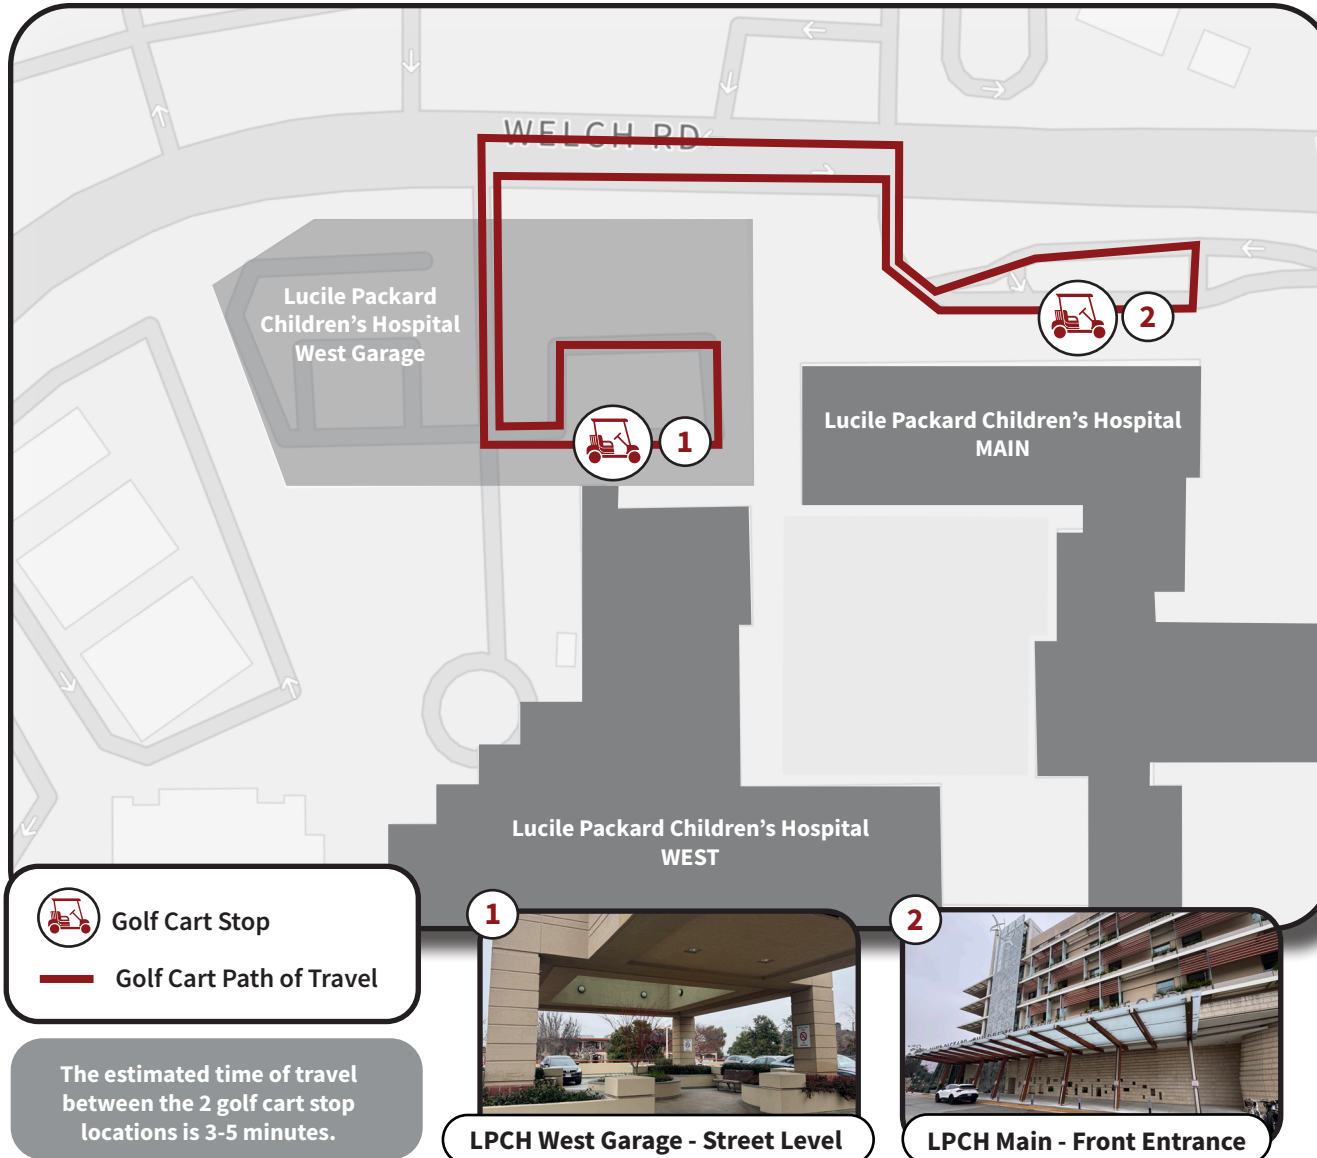 WELCH RD
Lucile Packard
Children’s Hospital
West Garage
2
1
Lucile Packard Children’s Hospital
MAIN
Lucile Packard Children’s Hospital
WEST
Golf Cart Stop
Golf Cart Path of Travel
The estimated time of travel
between the 2 golf cart stop
locations is 3-5 minutes.
1
LPCH West Garage - Street Level
2
LPCH Main - Front Entrance